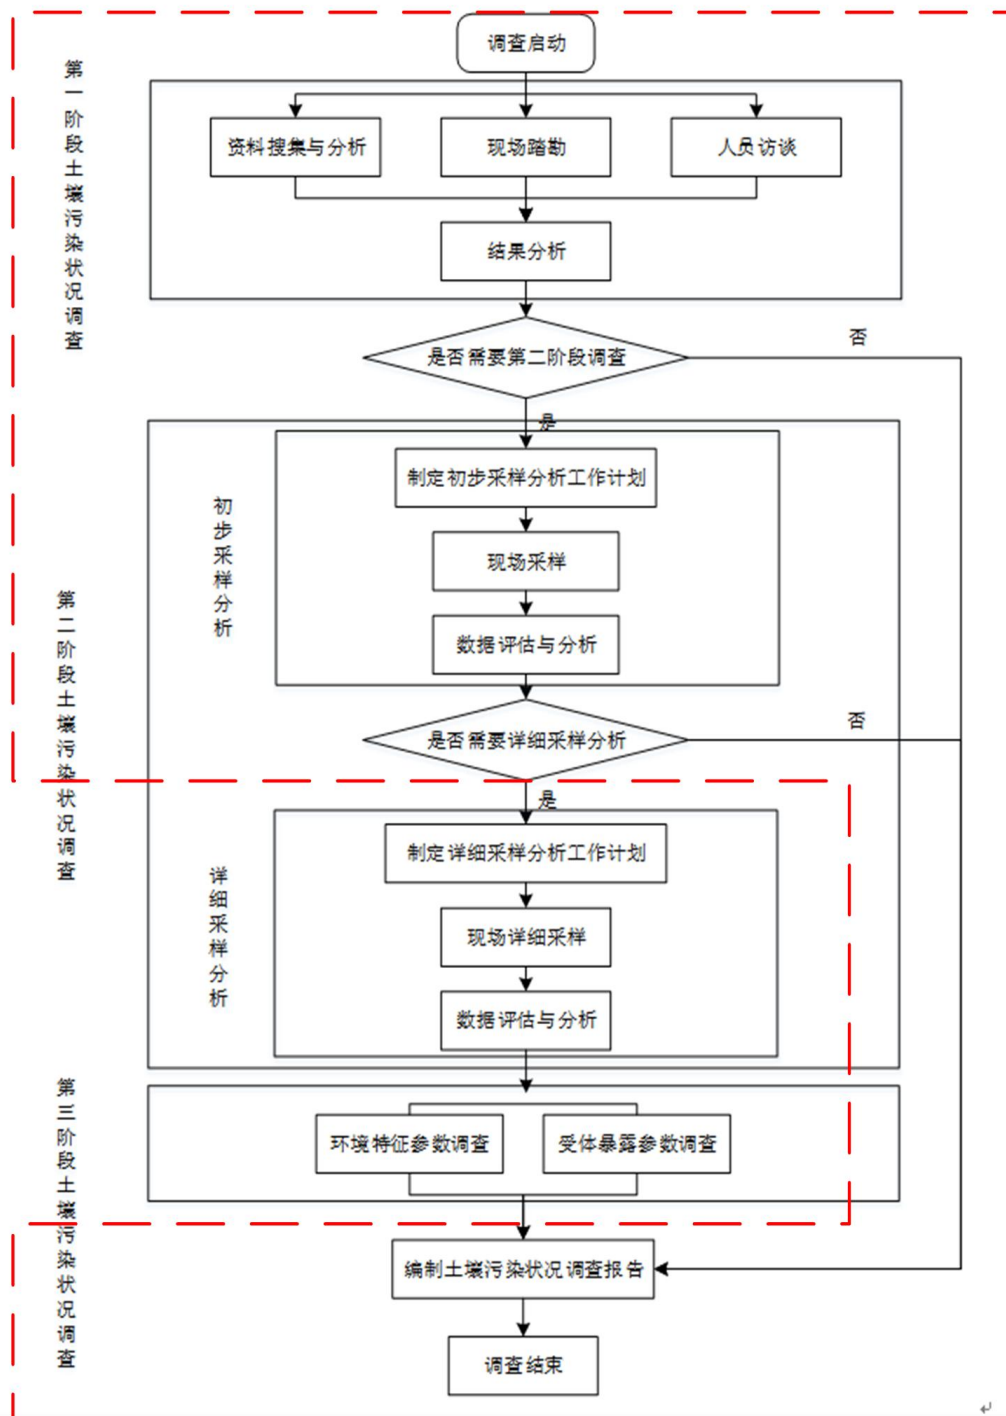 调查启动
第一阶段土壤污染状况调查
资料搜集与分析
现场踏勘
人员访谈
结果分析
是否需要第二阶段调查
否
是
第二阶段土壤污染状况调查
初步采样分析
制定初步采样分析工作计划
现场采样
数据评估与分析
是否需要详细采样分析
否
是
详细采样分析
制定详细采样分析工作计划
现场详细采样
数据评估与分析
第三阶段土壤污染状况调查
环境特征参数调查
受体暴露参数调查
编制土壤污染状况调查报告
调查结束